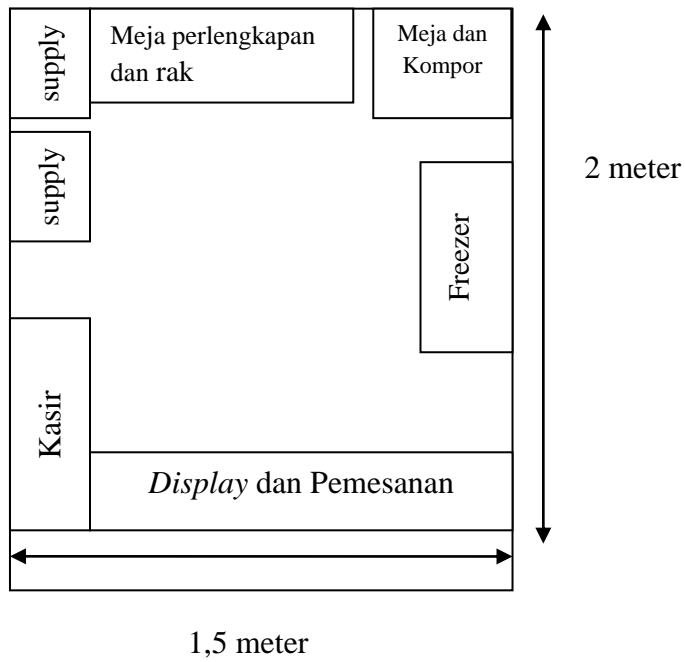 supply
Meja perlengkapan
dan rak
Meja dan
Kompor
supply
2 meter
Freezer
Kasir
Display dan Pemesanan
1,5 meter